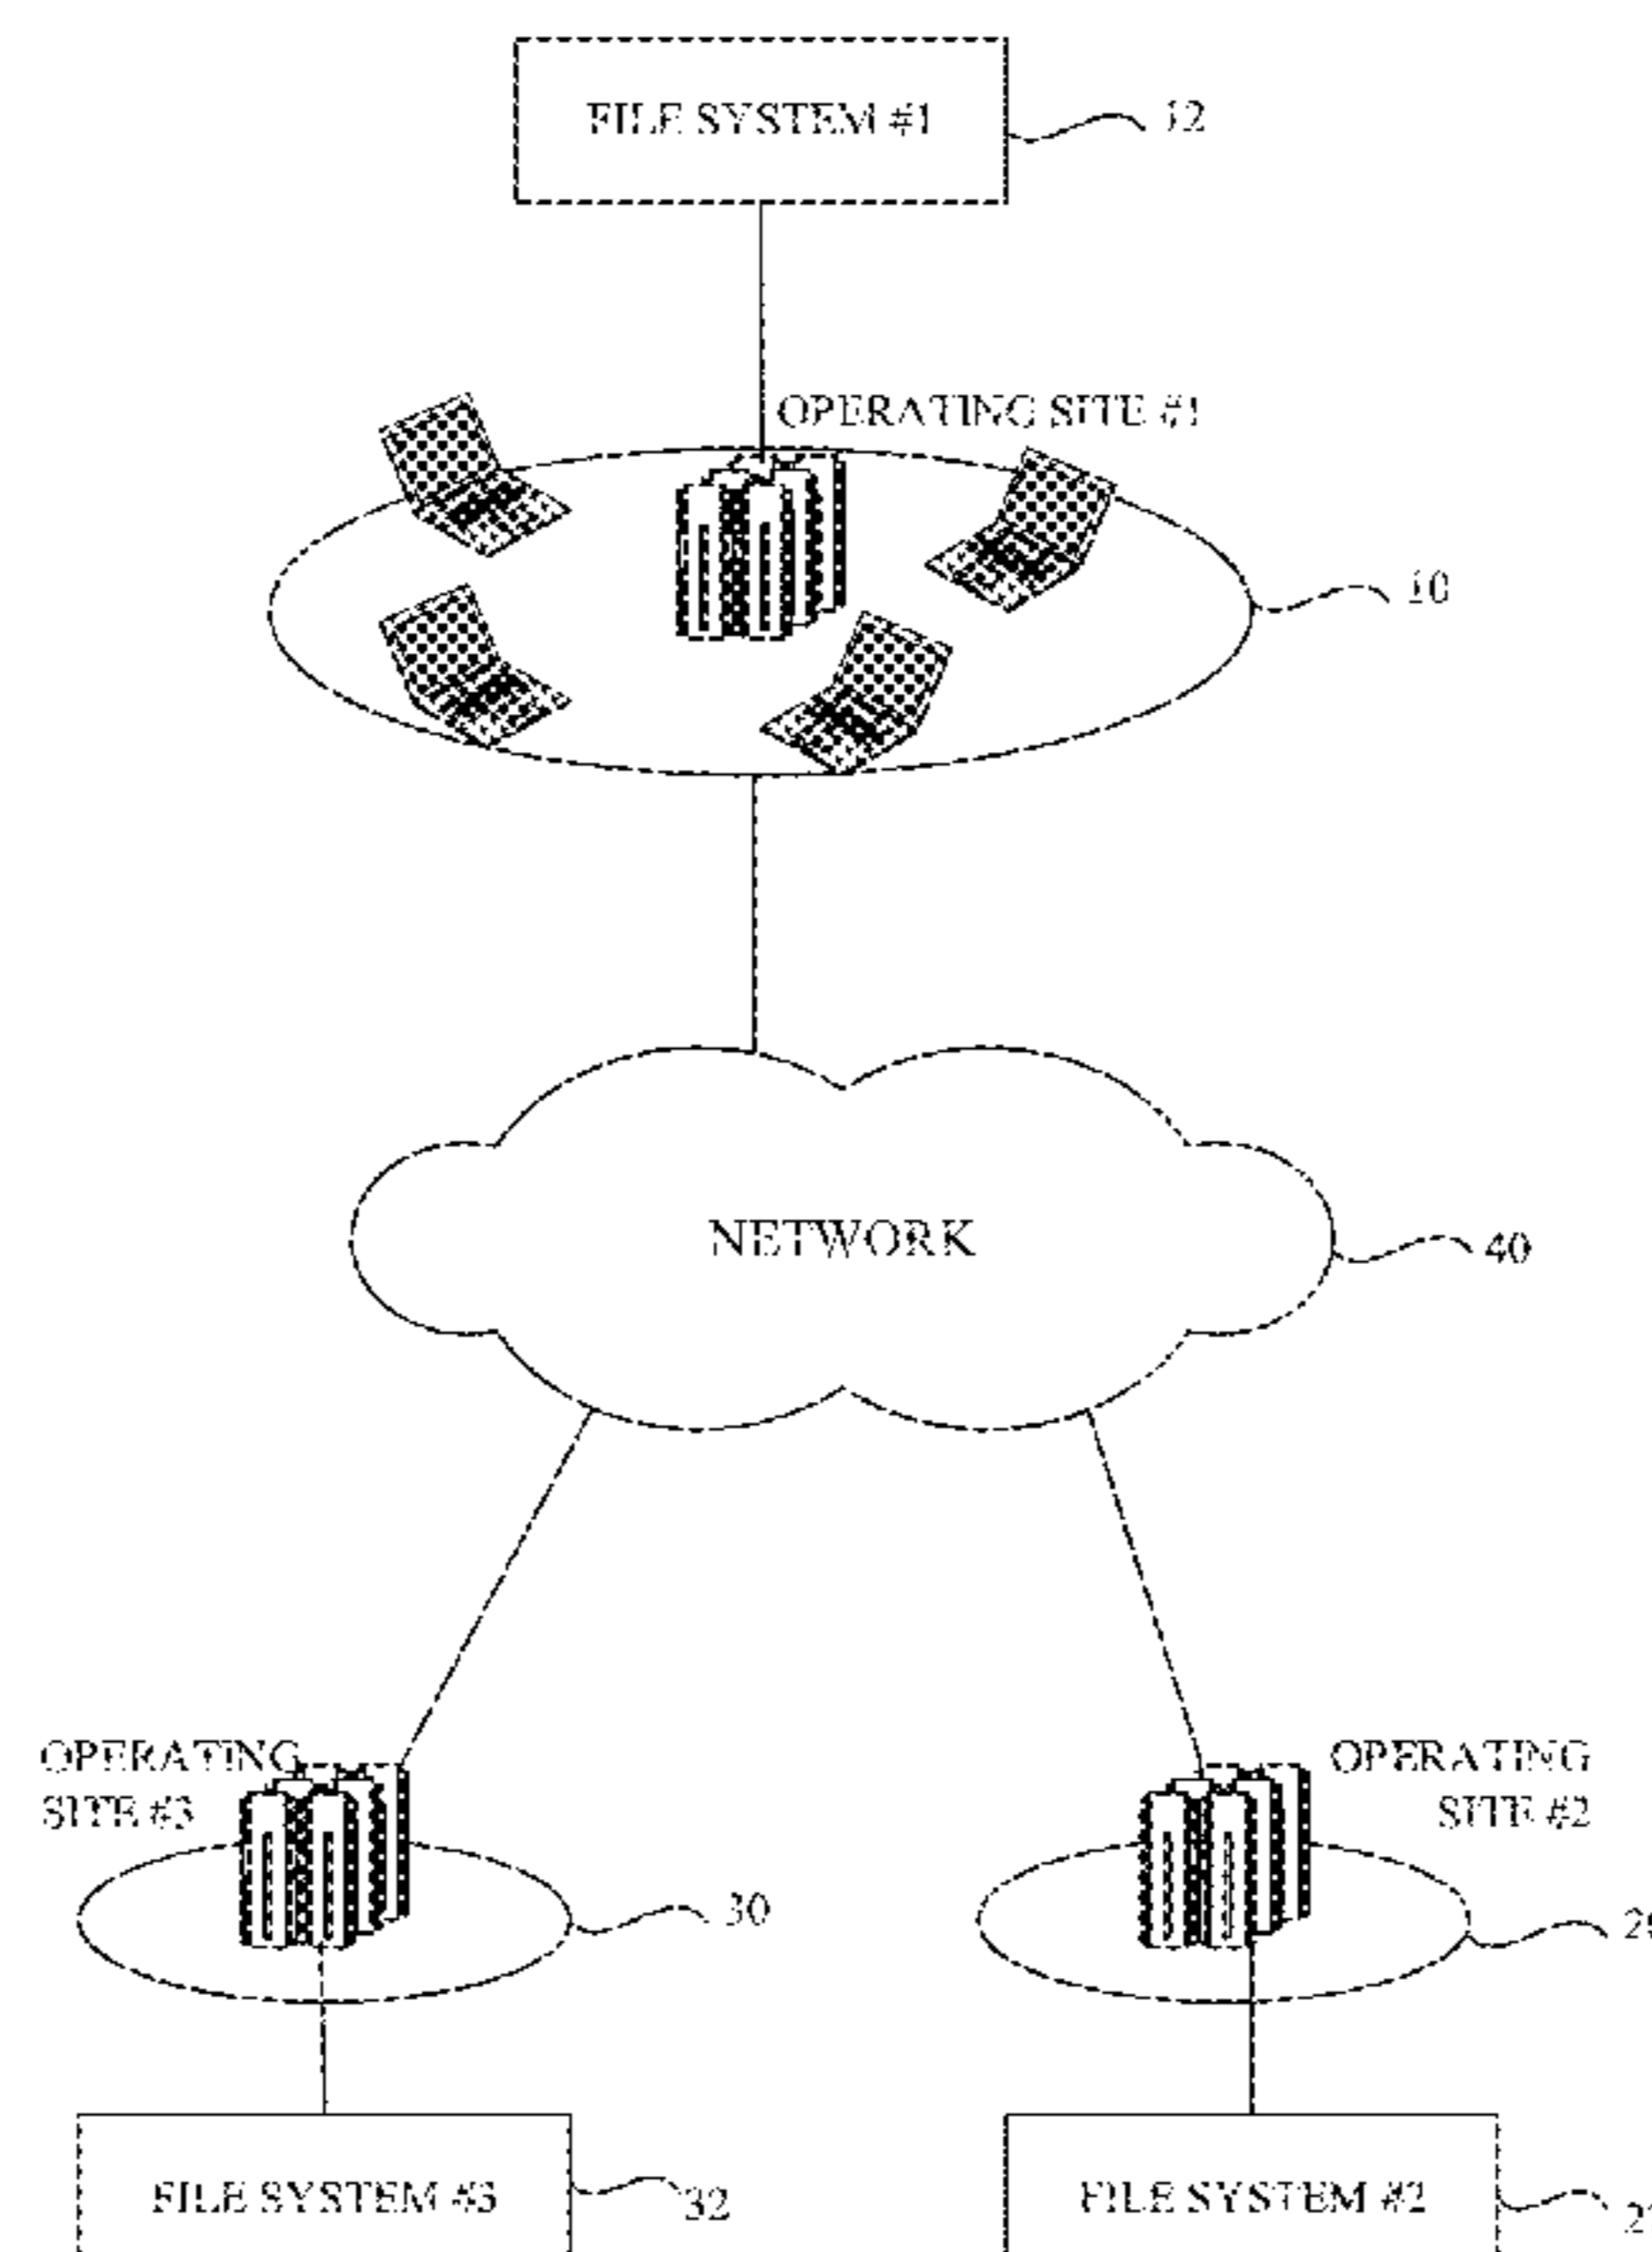 FILE SYSTEM #1
12
OPERATING SITE #1
10
NETWORK
40
OPERATING
SITE #3
OPERATING
SITE #2
30
FILE SYSTEM #3
32
FILE SYSTEM #2